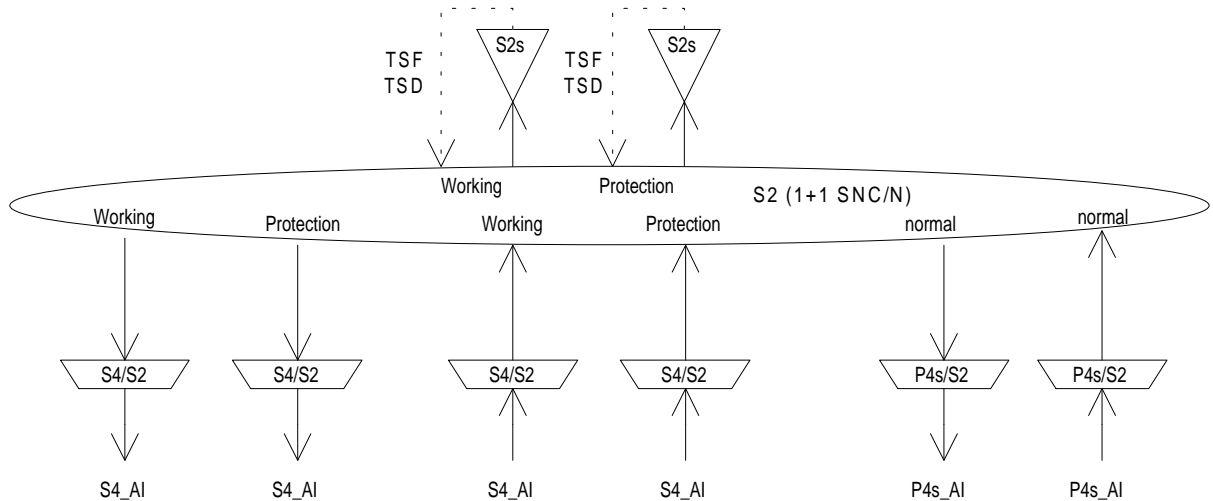 S2s
S2s
TSF
TSD
TSF
TSD
Working
Protection
S2 (1+1 SNC/N)
Working
Protection
Working
Protection
normal
normal
S4/S2
S4/S2
S4/S2
S4/S2
P4s/S2
P4s/S2
S4_AI
S4_AI
S4_AI
S4_AI
P4s_AI
P4s_AI